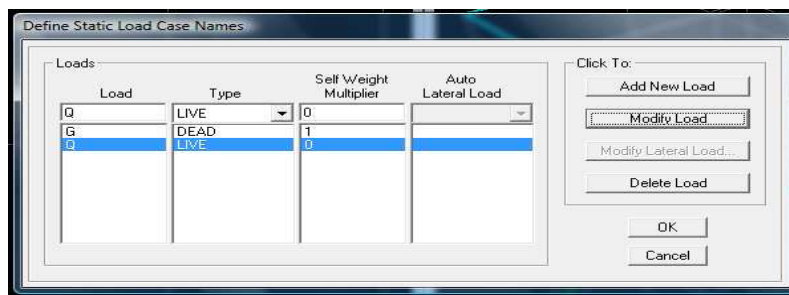 Define Static Load Case Names
Loads
Load Type Self Weight Multiplier Auto Lateral Load
Q LIVE 0
G DEAD 1
Q LIVE 0
Click To:
Add New Load
Modify Load
Modify Lateral Load...
Delete Load
OK
Cancel